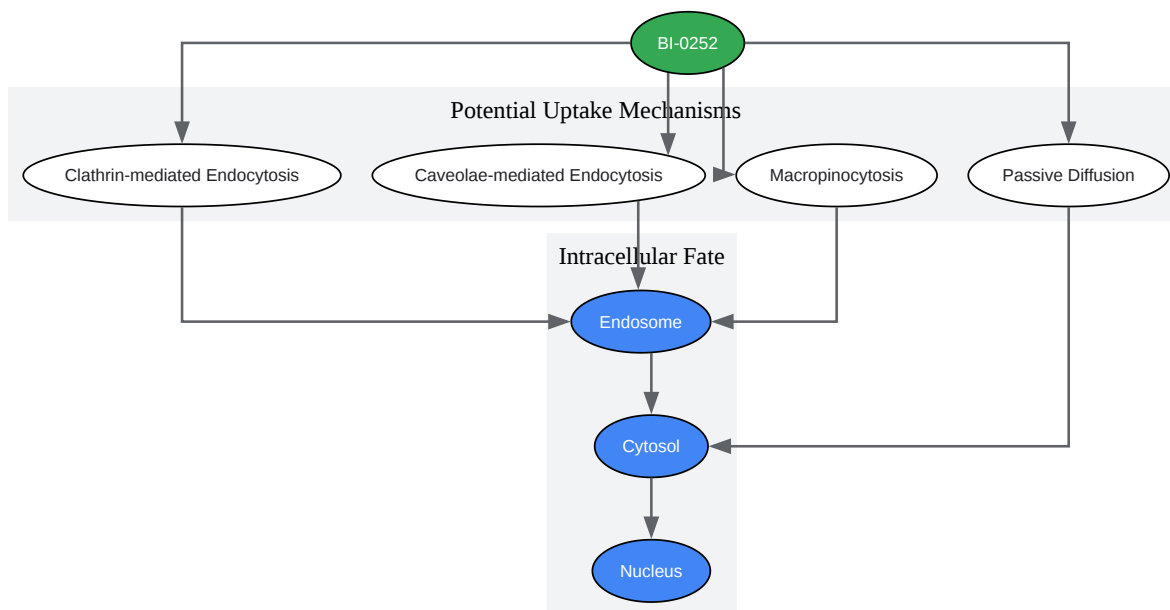 BI-0252
Potential Uptake Mechanisms
Clathrin-mediated Endocytosis
Caveolae-mediated Endocytosis
Macropinocytosis
Passive Diffusion
Intracellular Fate
Endosome
Cytosol
Nucleus